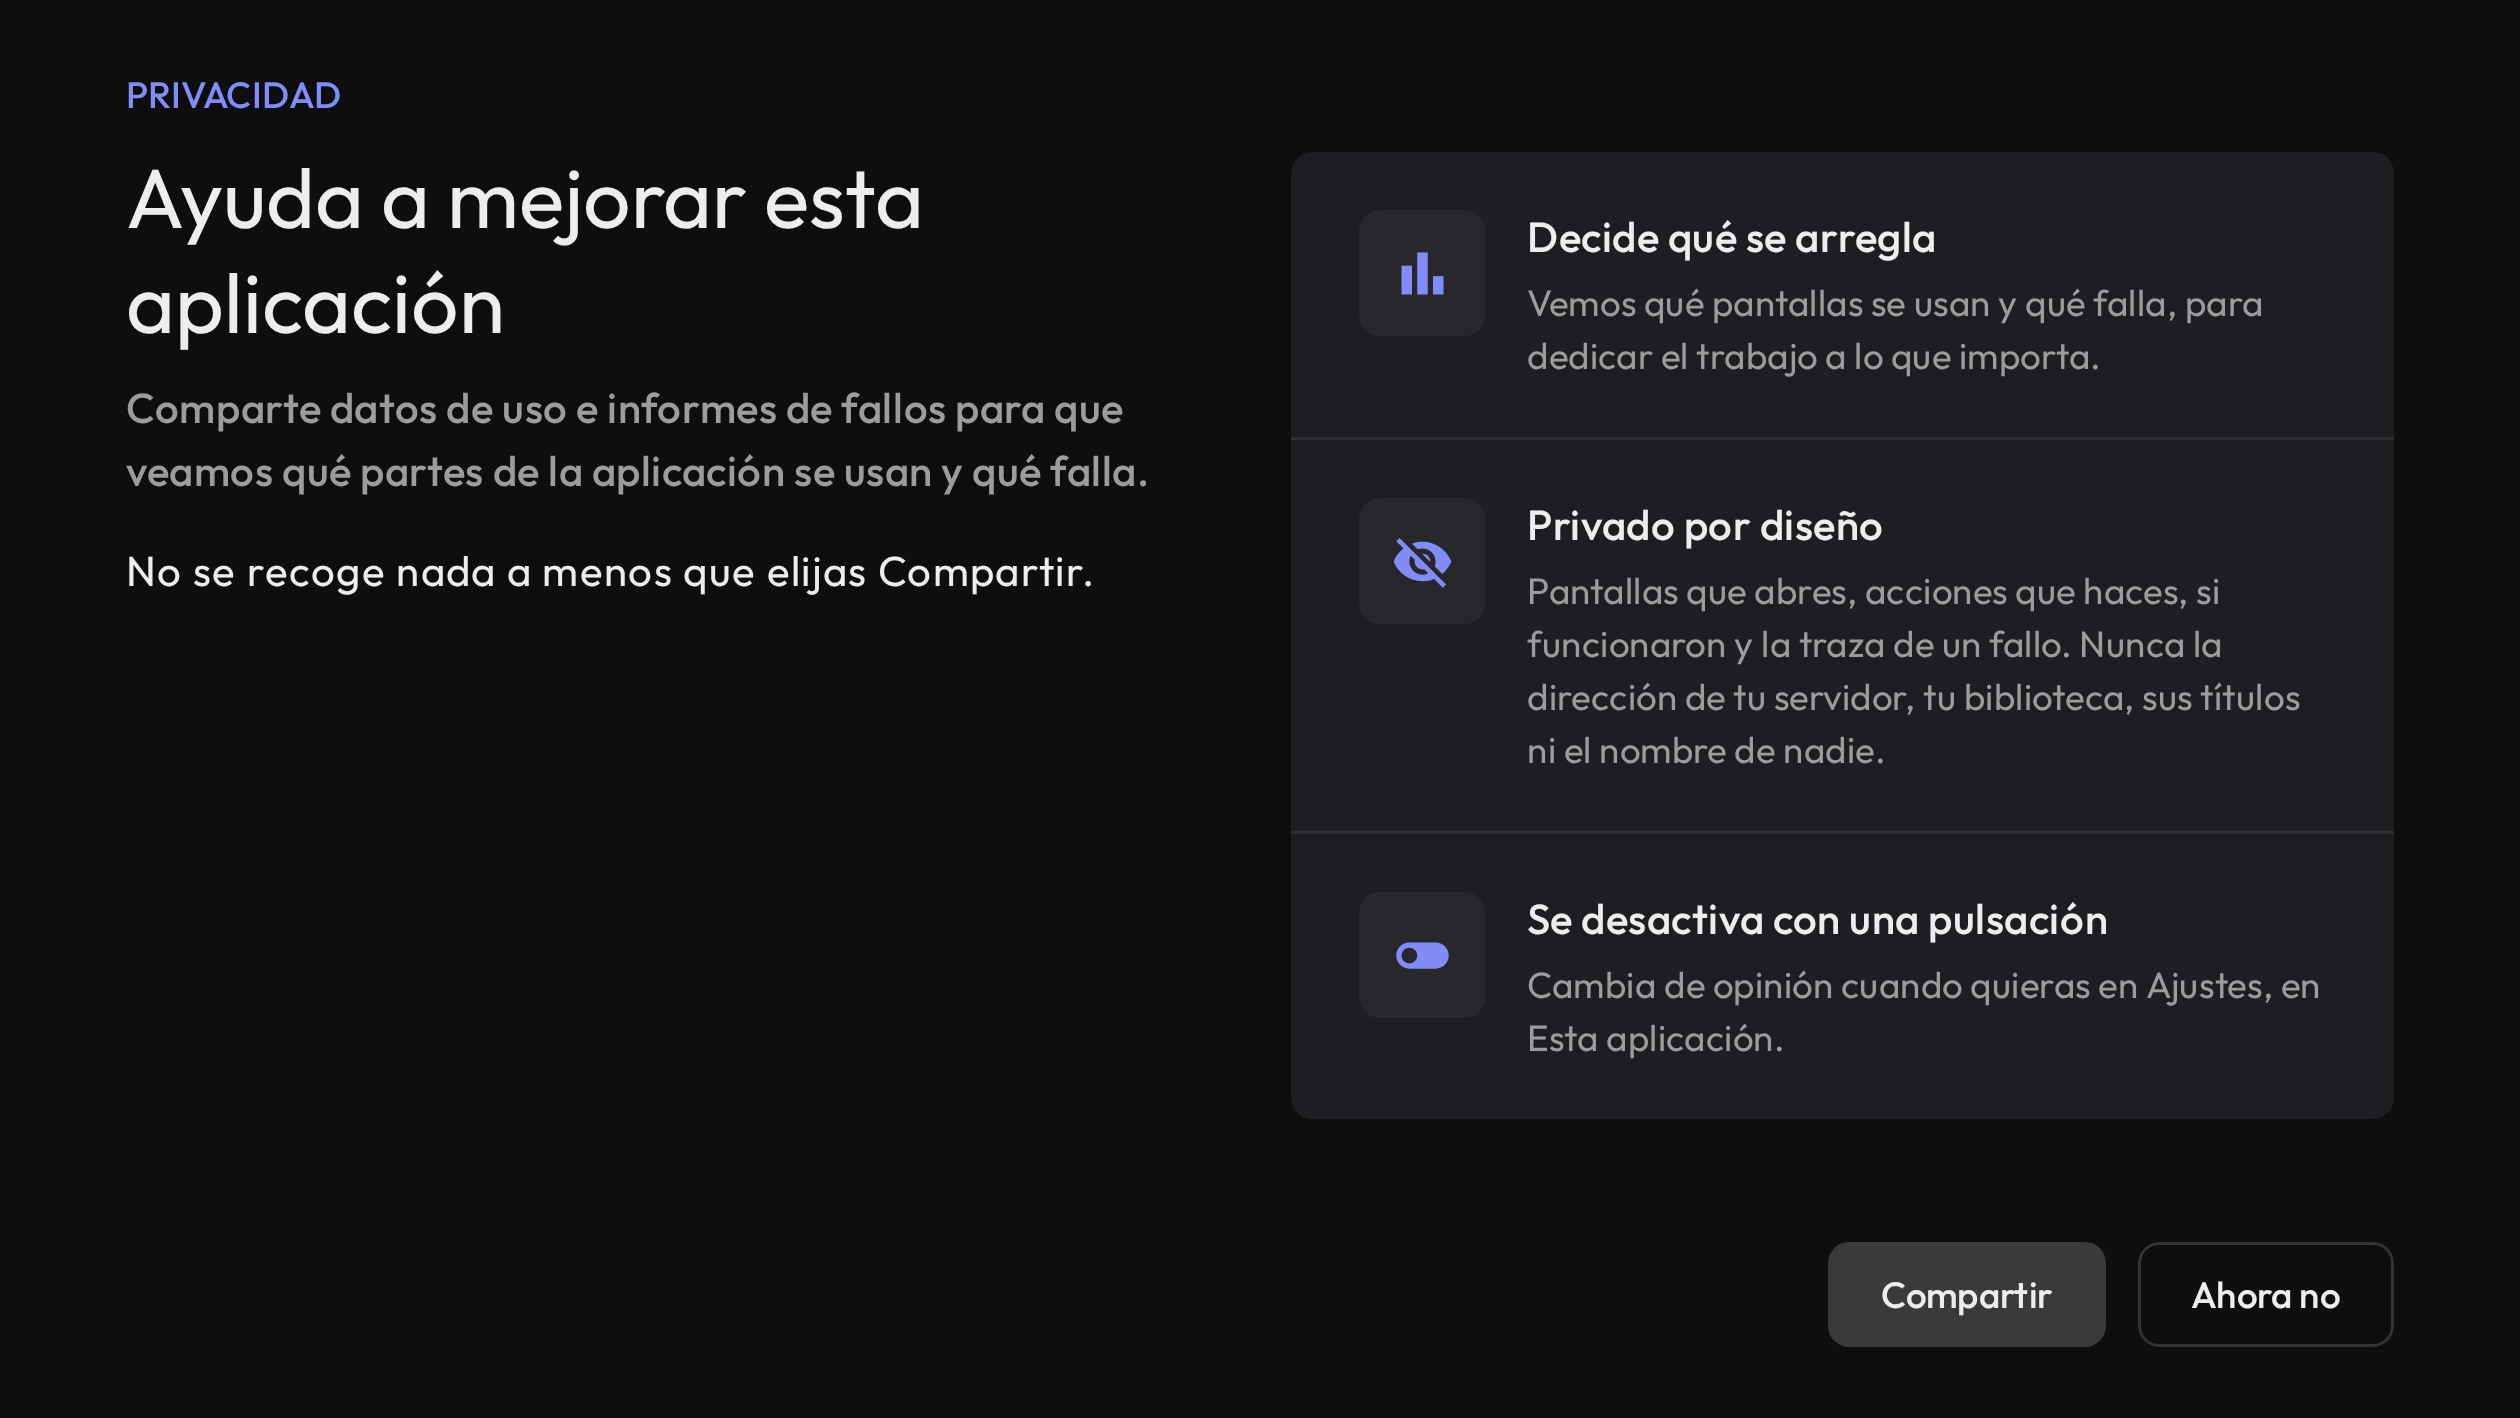 PRIVACIDAD
Ayuda a mejorar esta
aplicación
Comparte datos de uso e informes de fallos para que
veamos qué partes de la aplicación se usan y qué falla.
No se recoge nada a menos que elijas Compartir.
Decide qué se arregla
Vemos qué pantallas se usan y qué falla, para
dedicar el trabajo a lo que importa.
Privado por diseño
Pantallas que abres, acciones que haces, si
funcionaron y la traza de un fallo. Nunca la
dirección de tu servidor, tu biblioteca, sus títulos
ni el nombre de nadie.
Se desactiva con una pulsación
Cambia de opinión cuando quieras en Ajustes, en
Esta aplicación.
Compartir
Ahora no